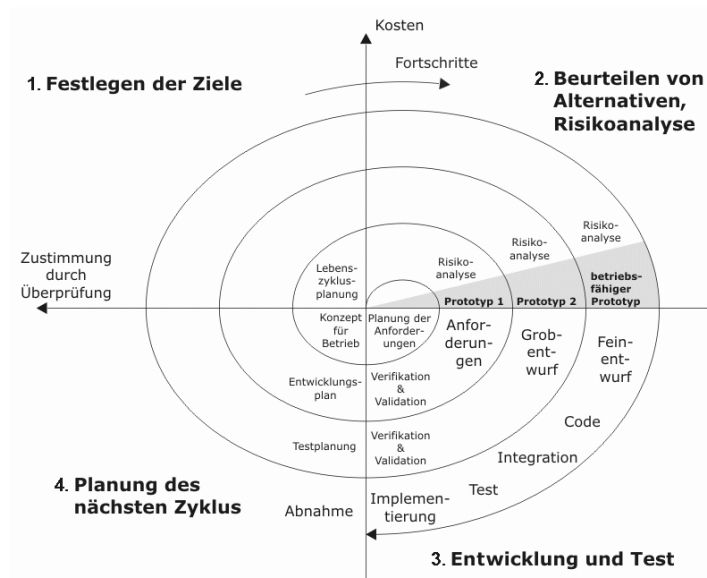 Kosten
Fortschritte
1. Festlegen der Ziele
2. Beurteilen von
Alternativen,
Risikoanalyse
Zustimmung
durch
Überprüfung
Risiko-
analyse
Risiko-
analyse
Risiko-
analyse
Lebens-
zyklus-
planung
betriebs-
fähiger
Prototyp
Prototyp 1
Prototyp 2
Konzept
für
Betrieb
Planung der
Anforder-
ungen
Anfor-
derun-
gen
Grob-
ent-
wurf
Fein-
ent-
wurf
Entwicklungs-
plan
Verifikation
&
Validation
Code
Testplanung
Verifikation
&
Validation
Integration
Test
4. Planung des
nächsten Zyklus
Abnahme
Implemen-
tierung
3. Entwicklung und Test